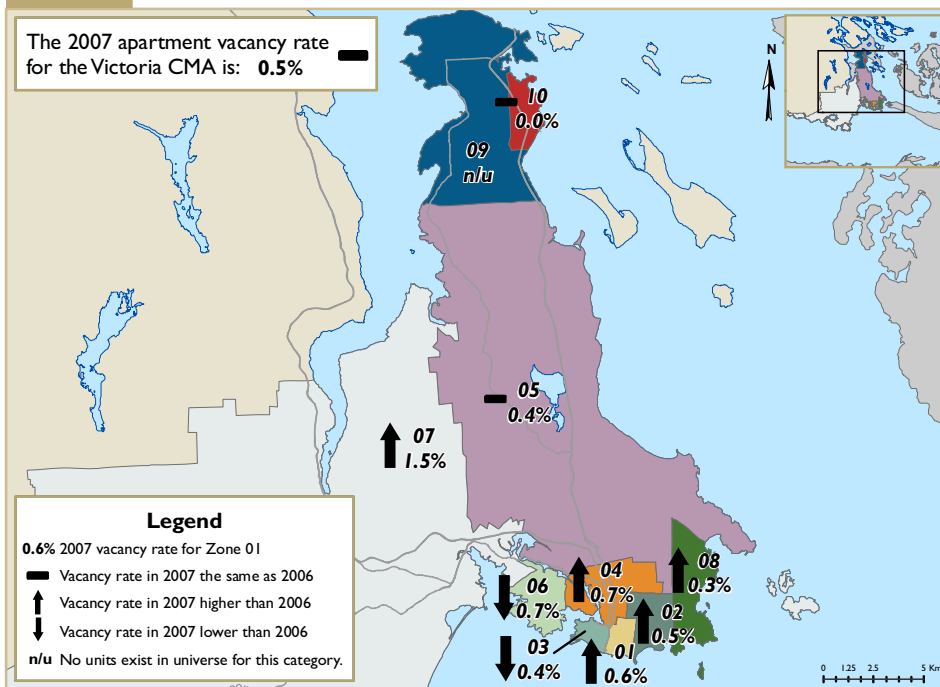 The 2007 apartment vacancy rate
for the Victoria CMA is: 0.5%
N
10
0.0%
09
n/u
05
0.4%
07
1.5%
08
0.3%
04
0.7%
06
0.7%
02
0.5%
03
0.4%
01
0.6%
Legend
0.6% 2007 vacancy rate for Zone 01
Vacancy rate in 2007 the same as 2006
Vacancy rate in 2007 higher than 2006
Vacancy rate in 2007 lower than 2006
n/u No units exist in universe for this category.
0 1.25 2.5 5 Km